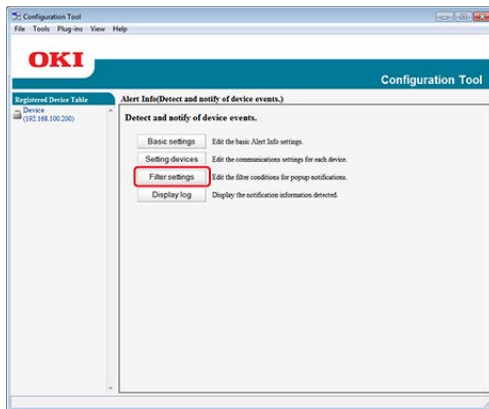 Configuration Tool
File Tools Plug-ins View Help
OKI
Configuration Tool
Registered Device Table
Device
(192.168.100.200)
Alert Info(Detect and notify of device events.)
Detect and notify of device events.
Basic settings Edit the basic Alert Info settings.
Setting devices Edit the communications settings for each device.
Filter settings Edit the filter conditions for popup notifications.
Display log Display the notification information detected.